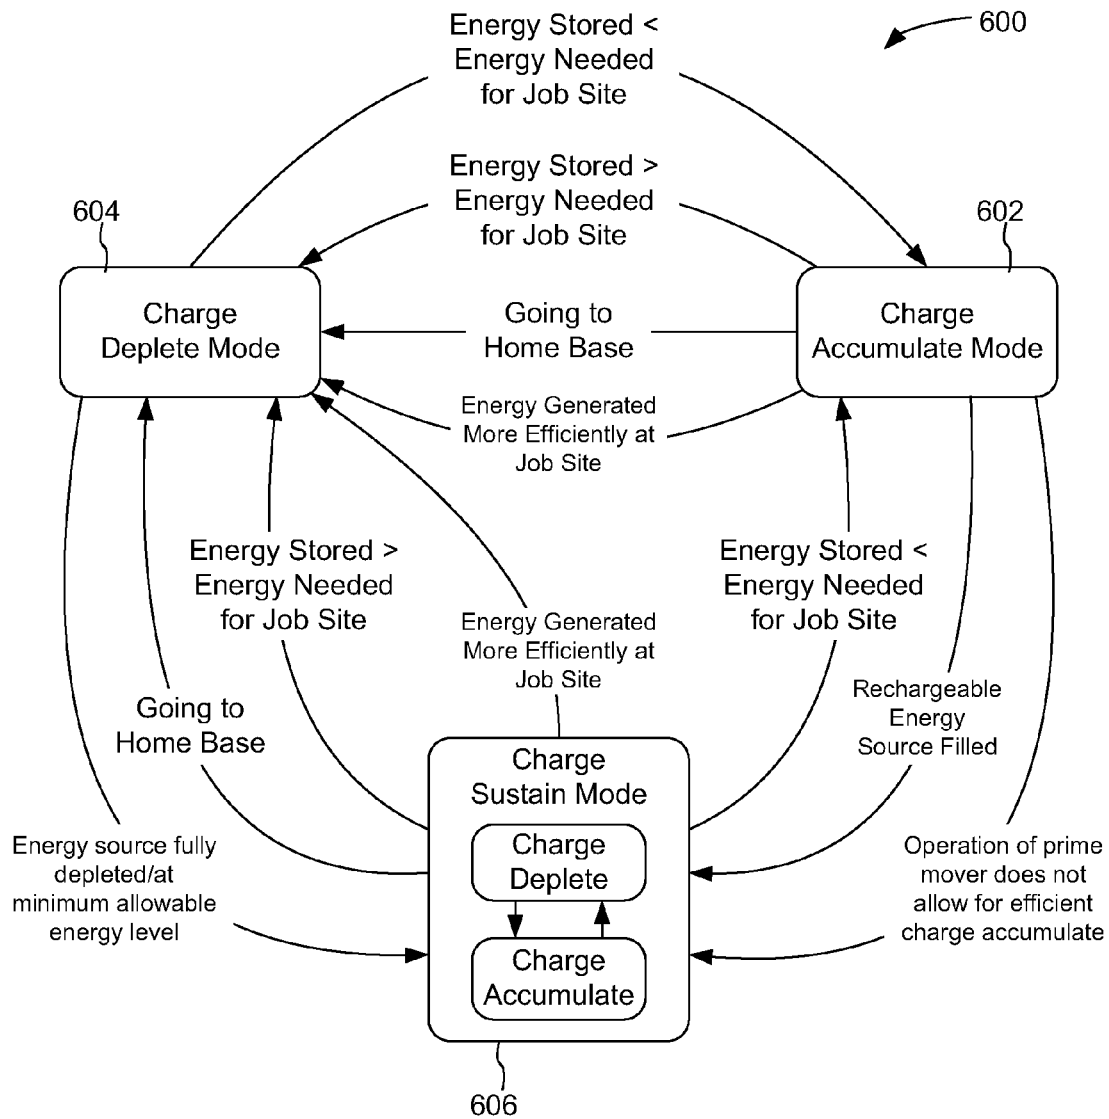 Energy Stored <
Energy Needed
for Job Site
600
Energy Stored >
Energy Needed
for Job Site
604
602
Charge
Deplete Mode
Going to
Home Base
Charge
Accumulate Mode
Energy Generated
More Efficiently at
Job Site
Energy Stored >
Energy Needed
for Job Site
Energy Stored <
Energy Needed
for Job Site
Energy Generated
More Efficiently at
Job Site
Going to
Home Base
Rechargeable
Energy
Source Filled
Charge
Sustain Mode
Charge
Deplete
Charge
Accumulate
Energy source fully
depleted/at
minimum allowable
energy level
Operation of prime
mover does not
allow for efficient
charge accumulate
606